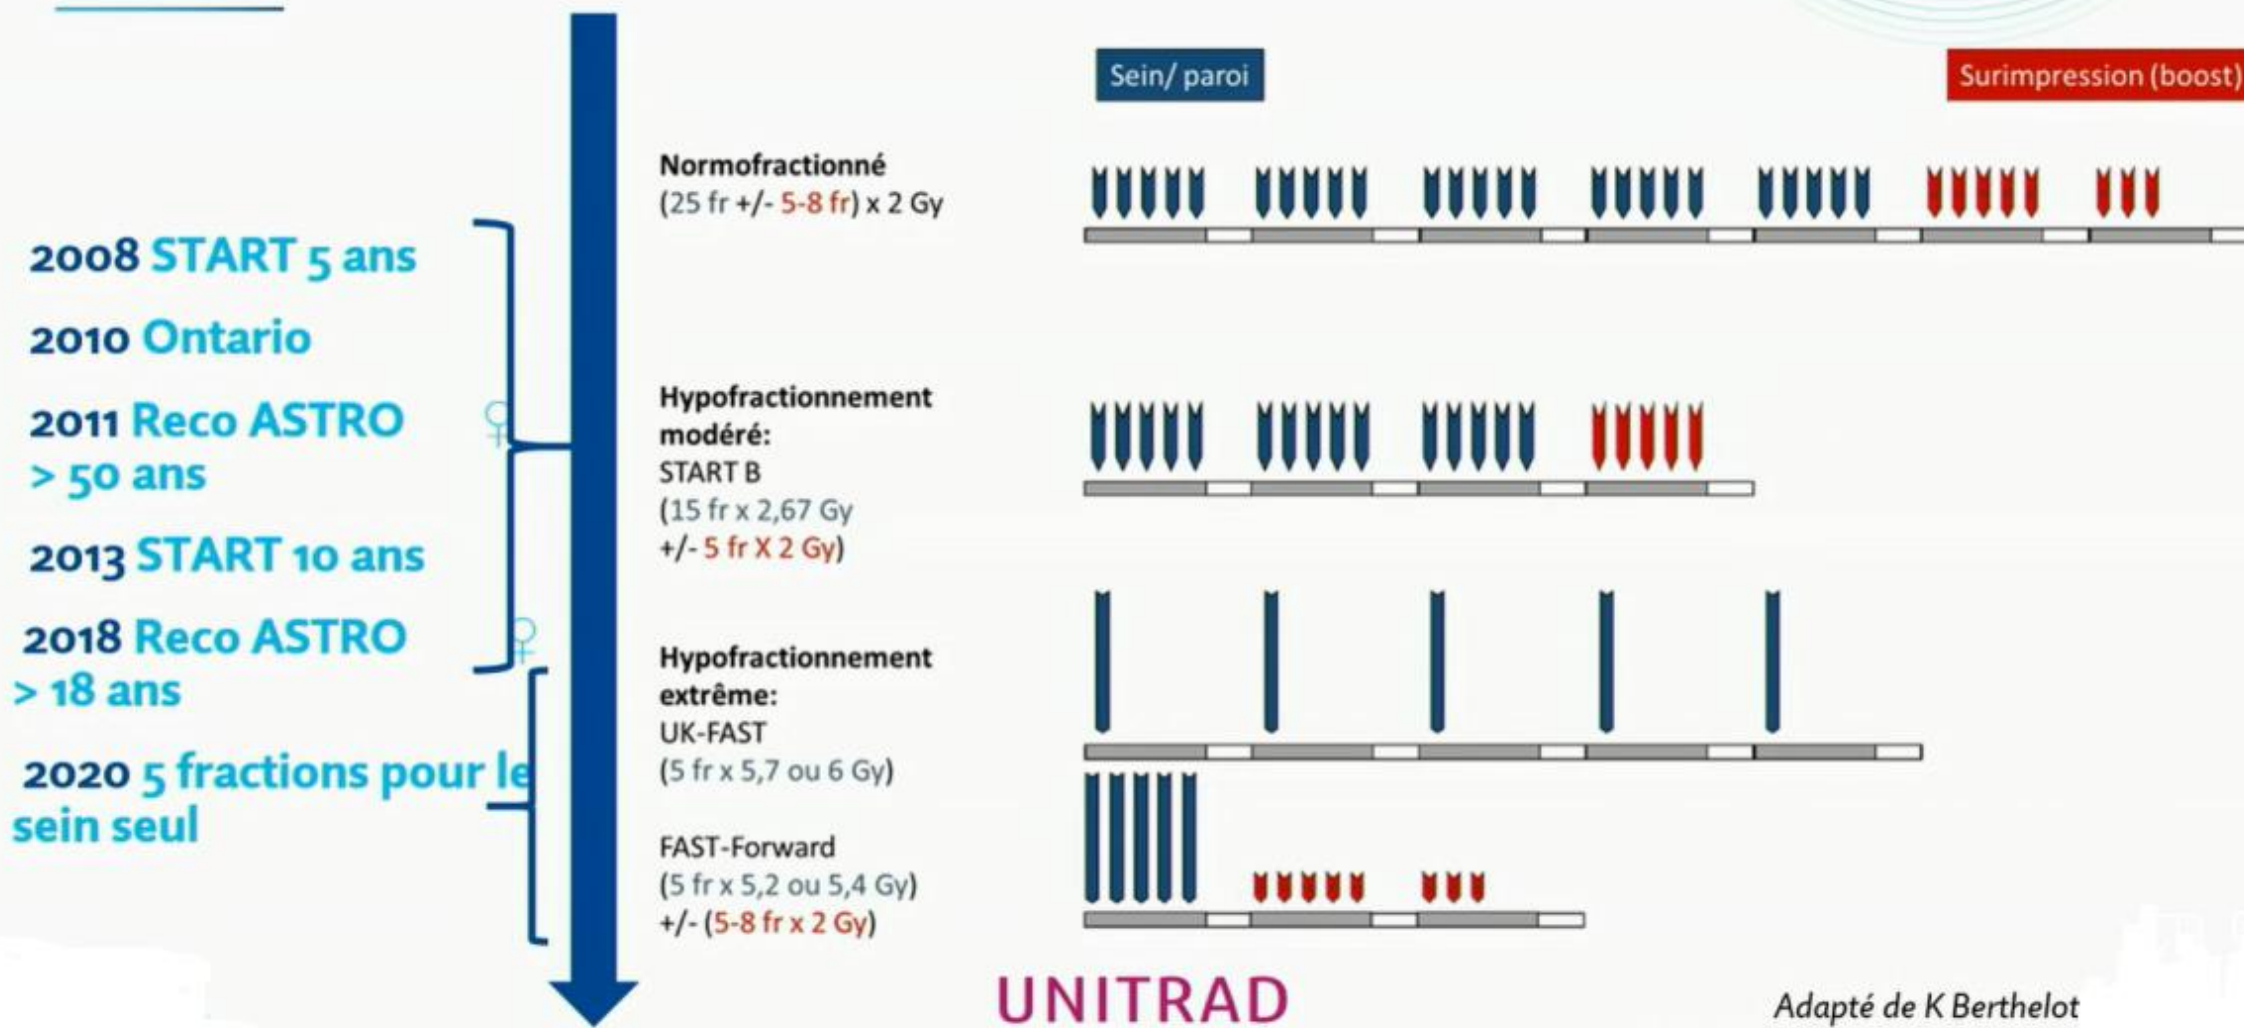 Sein/ paroi
Surimpression (boost)
Normofractionné
(25 fr +/- 5-8 fr) x 2 Gy
2008 START 5 ans
2010 Ontario
2011 Reco ASTRO
> 50 ans
2013 START 10 ans
2018 Reco ASTRO
> 18 ans
2020 5 fractions pour le
sein seul
Hypofractionnement
modéré:
START B
(15 fr x 2,67 Gy
+/- 5 fr X 2 Gy)
Hypofractionnement
extrême:
UK-FAST
(5 fr x 5,7 ou 6 Gy)
FAST-Forward
(5 fr x 5,2 ou 5,4 Gy)
+/- (5-8 fr x 2 Gy)
UNITRAD
Adapté de K Berthelot